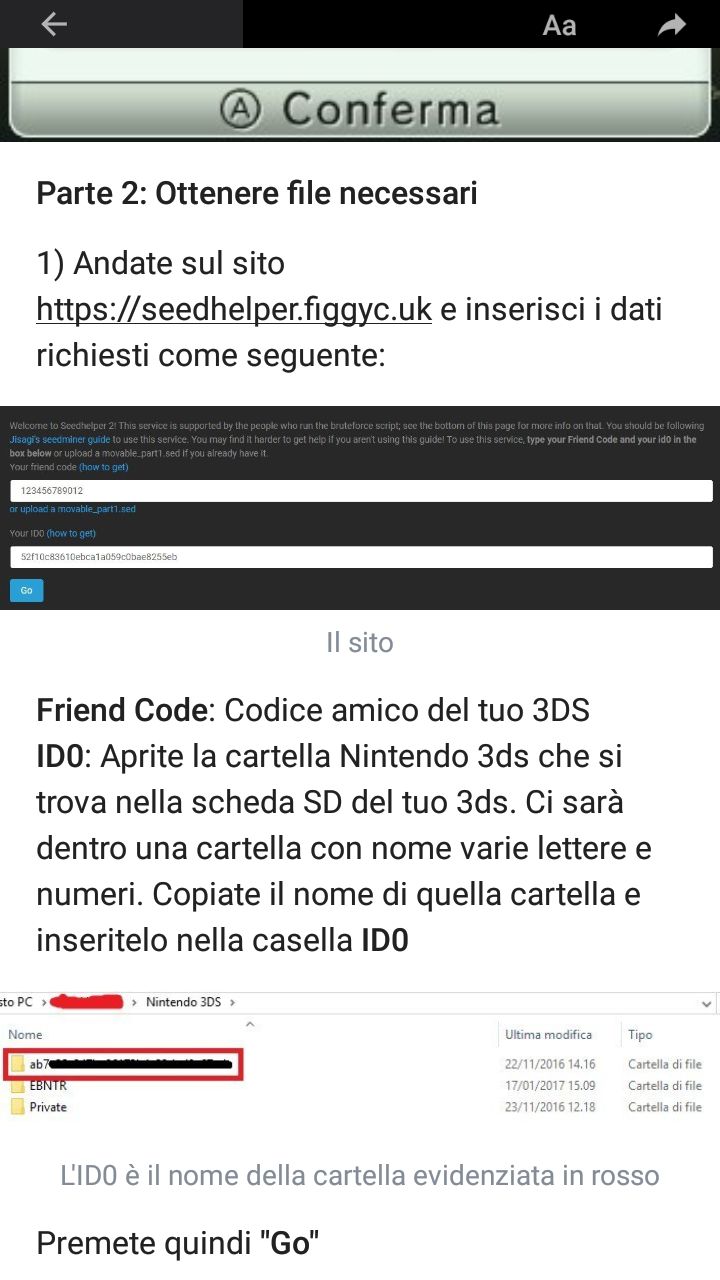 Aa
Ⓐ Conferma
Parte 2: Ottenere file necessari
1) Andate sul sito
https://seedhelper.figgyc.uk e inserisci i dati
richiesti come seguente:
Welcome to Seedhelper 2! This service is supported by the people who run the bruteforce script; see the bottom of this page for more info on that. You should be following
Jisagi's seedminer guide to use this service. You may find it harder to get help if you aren't using this guide! To use this service, type your Friend Code and your id0 in the
box below or upload a movable_part1.sed if you already have it.
Your friend code (how to get)
123456789012
or upload a movable_part1.sed
Your ID0 (how to get)
52f10c83610ebca1a059c0bae8255eb
Go
Il sito
Friend Code: Codice amico del tuo 3DS
ID0: Aprite la cartella Nintendo 3ds che si
trova nella scheda SD del tuo 3ds. Ci sarà
dentro una cartella con nome varie lettere e
numeri. Copiate il nome di quella cartella e
inseritelo nella casella ID0
sto PC > > Nintendo 3DS >
Nome Ultima modifica Tipo
ab7 22/11/2016 14.16 Cartella di file
EBNTR 17/01/2017 15.09 Cartella di file
Private 23/11/2016 12.18 Cartella di file
L'ID0 è il nome della cartella evidenziata in rosso
Premete quindi "Go"